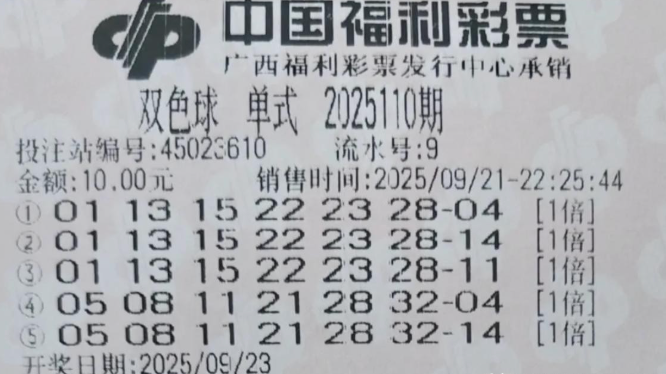 中国福利彩票
广西福利彩票发行中心承销
双色球 单式 2025110期
投注站编号:45023610 流水号:9
金额:10.00元 销售时间:2025/09/21-22:25:44
① 01 13 15 22 23 28-04 [1倍]
② 01 13 15 22 23 28-14 [1倍]
③ 01 13 15 22 23 28-11 [1倍]
④ 05 08 11 21 28 32-04 [1倍]
⑤ 05 08 11 21 28 32-14 [1倍]
开奖日期:2025/09/23